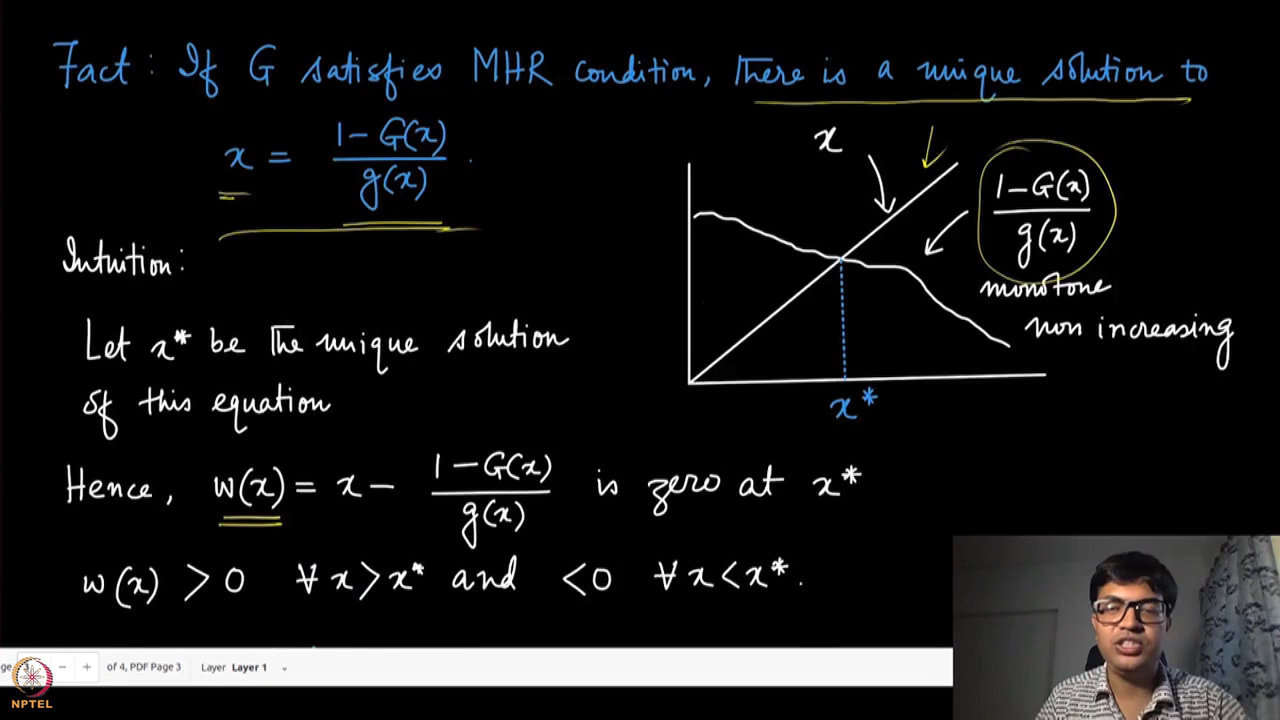 Fact: If G satisfies MHR condition, there is a unique solution to
x = 1 - G(x) / g(x) .
x
1 - G(x) / g(x)
monotone
non increasing
x*
Intuition:
Let x* be the unique solution
of this equation
Hence, w(x) = x - 1 - G(x) / g(x) is zero at x*
w(x) > 0 ∀ x > x* and < 0 ∀ x < x*.
ge 3 - + of 4, PDF Page 3 Layer Layer 1
NPTEL